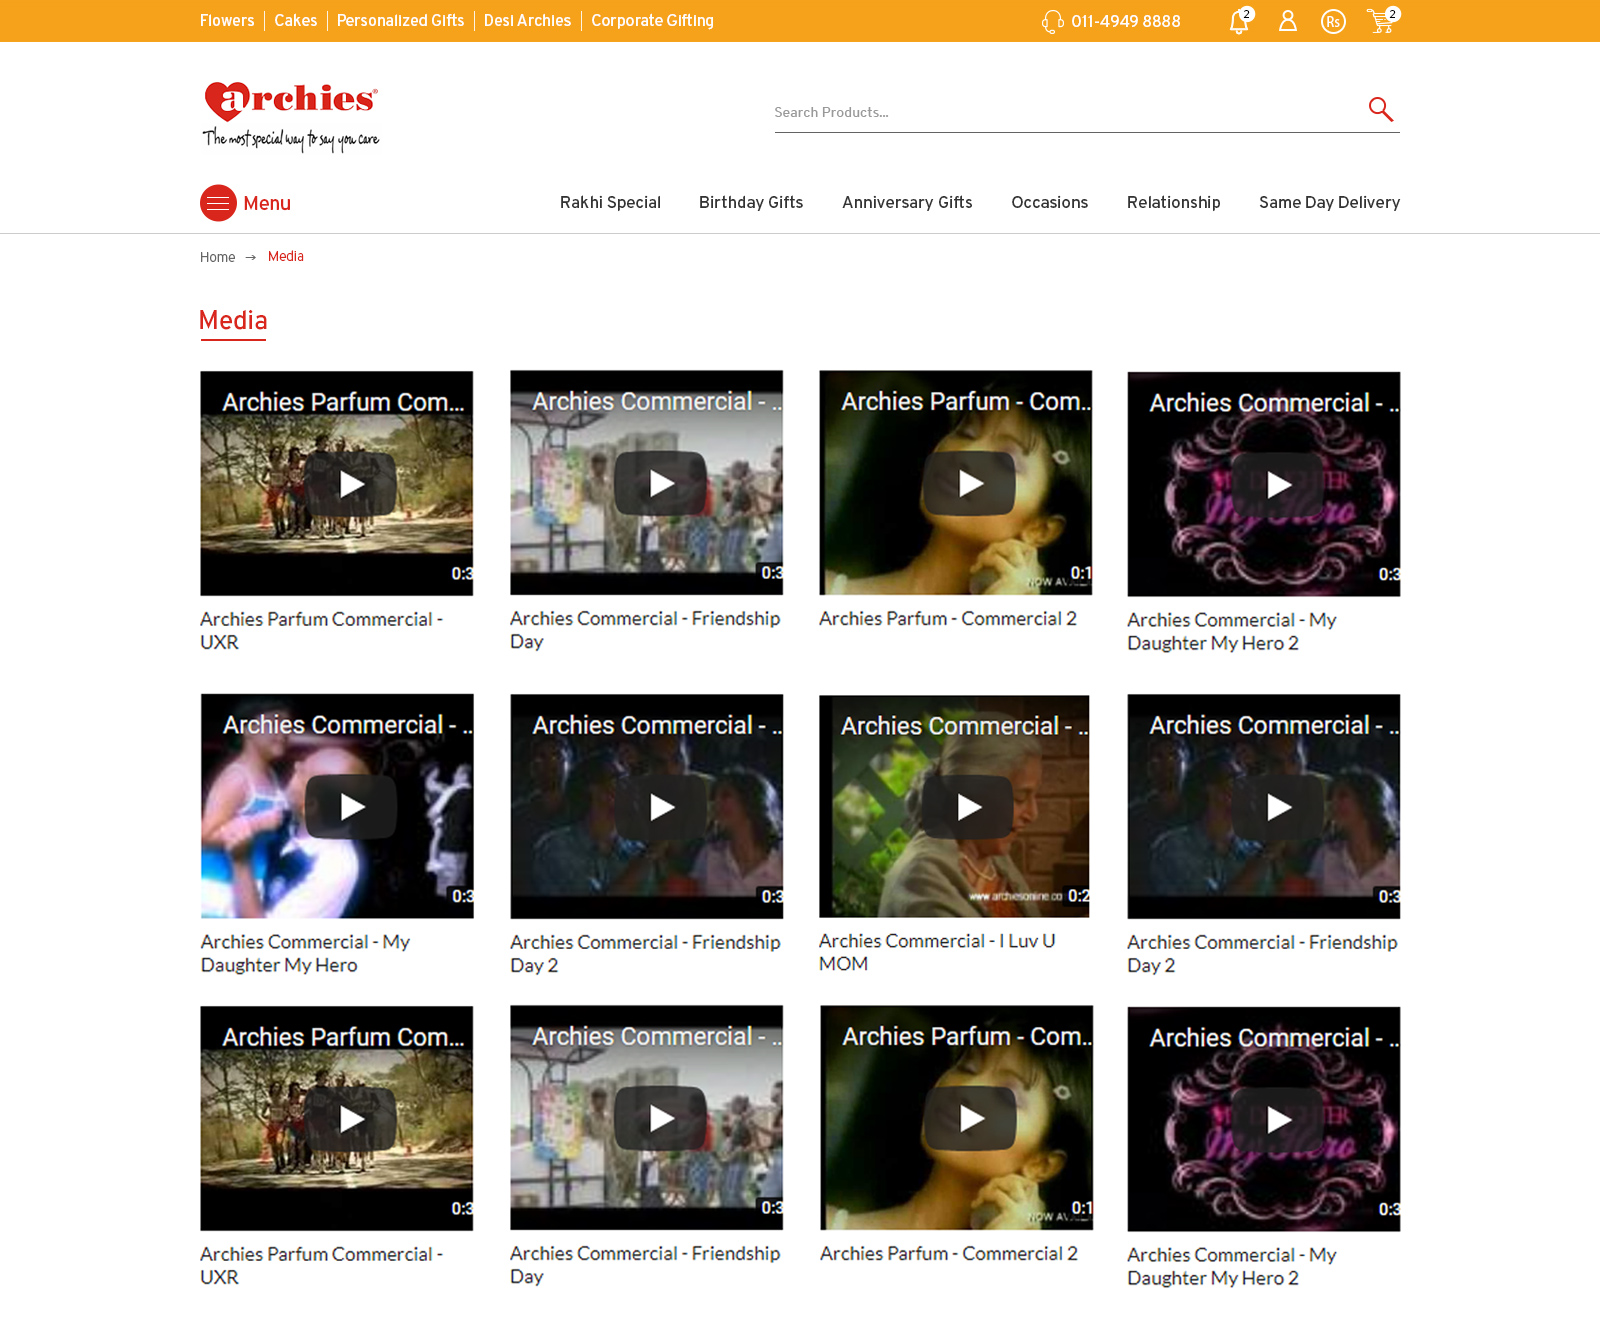 Flowers | Cakes | Personalized Gifts | Desi Archies | Corporate Gifting
011-4949 8888
2
Rs
2
archies®
The most special way to say you care
Search Products...
Menu
Rakhi Special
Birthday Gifts
Anniversary Gifts
Occasions
Relationship
Same Day Delivery
Home → Media
Media
Archies Parfum Com...
0:3
Archies Parfum Commercial -
UXR
Archies Commercial - ..
0:3
Archies Commercial - Friendship
Day
Archies Parfum - Com..
NOW AV
0:1
Archies Parfum - Commercial 2
Archies Commercial - ..
MY DAUGHTER
My Hero
0:3
Archies Commercial - My
Daughter My Hero 2
Archies Commercial - ..
0:3
Archies Commercial - My
Daughter My Hero
Archies Commercial - ..
0:3
Archies Commercial - Friendship
Day 2
Archies Commercial - ..
www.archiesonline.co
0:2
Archies Commercial - I Luv U
MOM
Archies Commercial - ..
0:3
Archies Commercial - Friendship
Day 2
Archies Parfum Com...
0:3
Archies Parfum Commercial -
UXR
Archies Commercial - ..
0:3
Archies Commercial - Friendship
Day
Archies Parfum - Com..
NOW AV
0:1
Archies Parfum - Commercial 2
Archies Commercial - ..
MY DAUGHTER
My Hero
0:3
Archies Commercial - My
Daughter My Hero 2